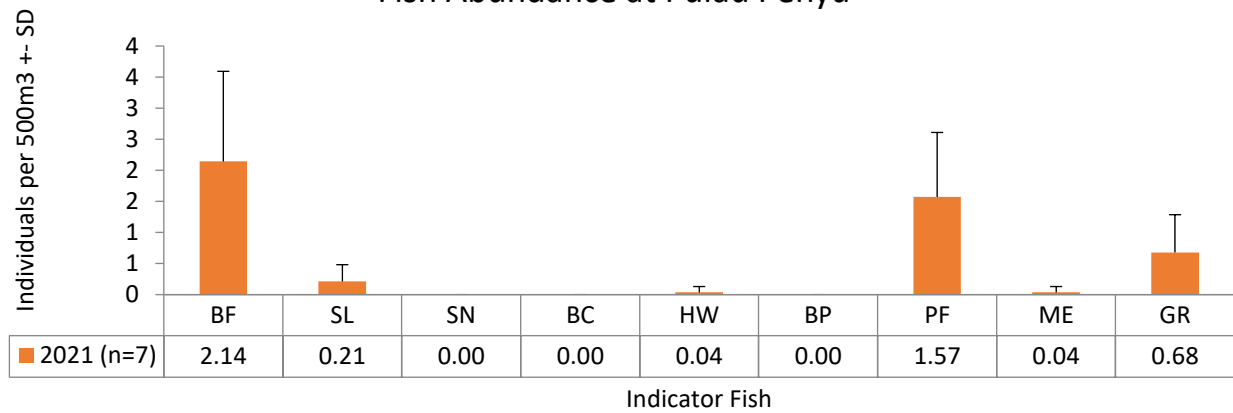 Individuals per 500m3 +- SD
4
4
3
3
2
2
1
1
0
BF SL SN BC HW BP PF ME GR
2021 (n=7) 2.14 0.21 0.00 0.00 0.04 0.00 1.57 0.04 0.68
Indicator Fish